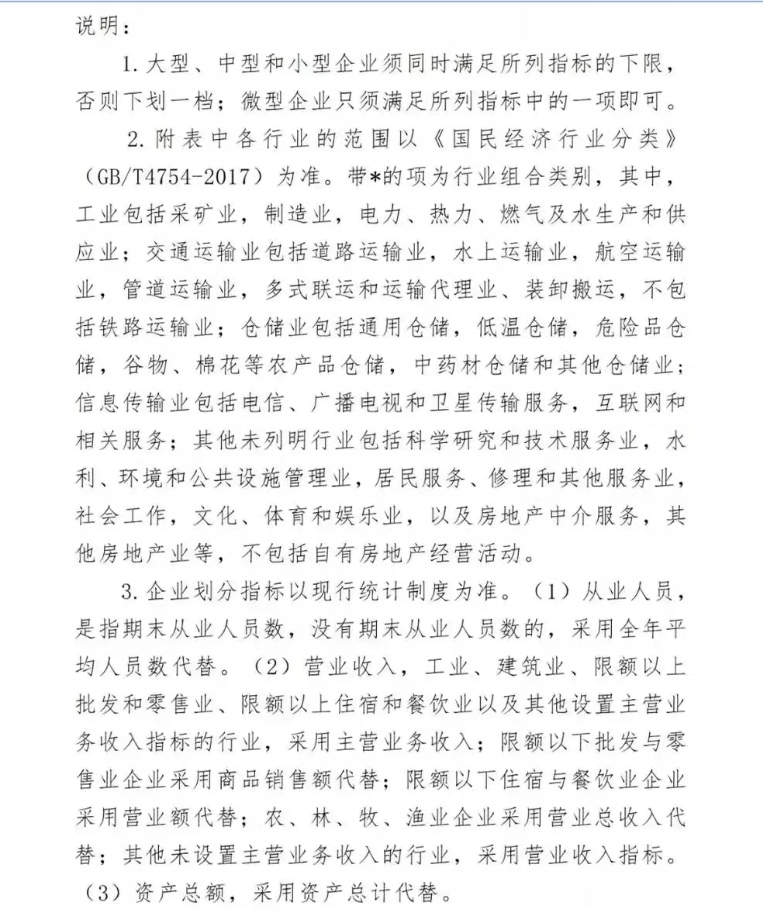 说明：
1.大型、中型和小型企业须同时满足所列指标的下限，
否则下划一档；微型企业只须满足所列指标中的一项即可。
2.附表中各行业的范围以《国民经济行业分类》
（GB/T4754-2017）为准。带*的项为行业组合类别，其中，
工业包括采矿业，制造业，电力、热力、燃气及水生产和供
应业；交通运输业包括道路运输业，水上运输业，航空运输
业，管道运输业，多式联运和运输代理业、装卸搬运，不包
括铁路运输业；仓储业包括通用仓储，低温仓储，危险品仓
储，谷物、棉花等农产品仓储，中药材仓储和其他仓储业；
信息传输业包括电信、广播电视和卫星传输服务，互联网和
相关服务；其他未列明行业包括科学研究和技术服务业，水
利、环境和公共设施管理业，居民服务、修理和其他服务业，
社会工作，文化、体育和娱乐业，以及房地产中介服务，其
他房地产业等，不包括自有房地产经营活动。
3.企业划分指标以现行统计制度为准。（1）从业人员，
是指期末从业人员数，没有期末从业人员数的，采用全年平
均人员数代替。（2）营业收入，工业、建筑业、限额以上
批发和零售业、限额以上住宿和餐饮业以及其他设置主营业
务收入指标的行业，采用主营业务收入；限额以下批发与零
售业企业采用商品销售额代替；限额以下住宿与餐饮业企业
采用营业额代替；农、林、牧、渔业企业采用营业总收入代
替；其他未设置主营业务收入的行业，采用营业收入指标。
（3）资产总额，采用资产总计代替。